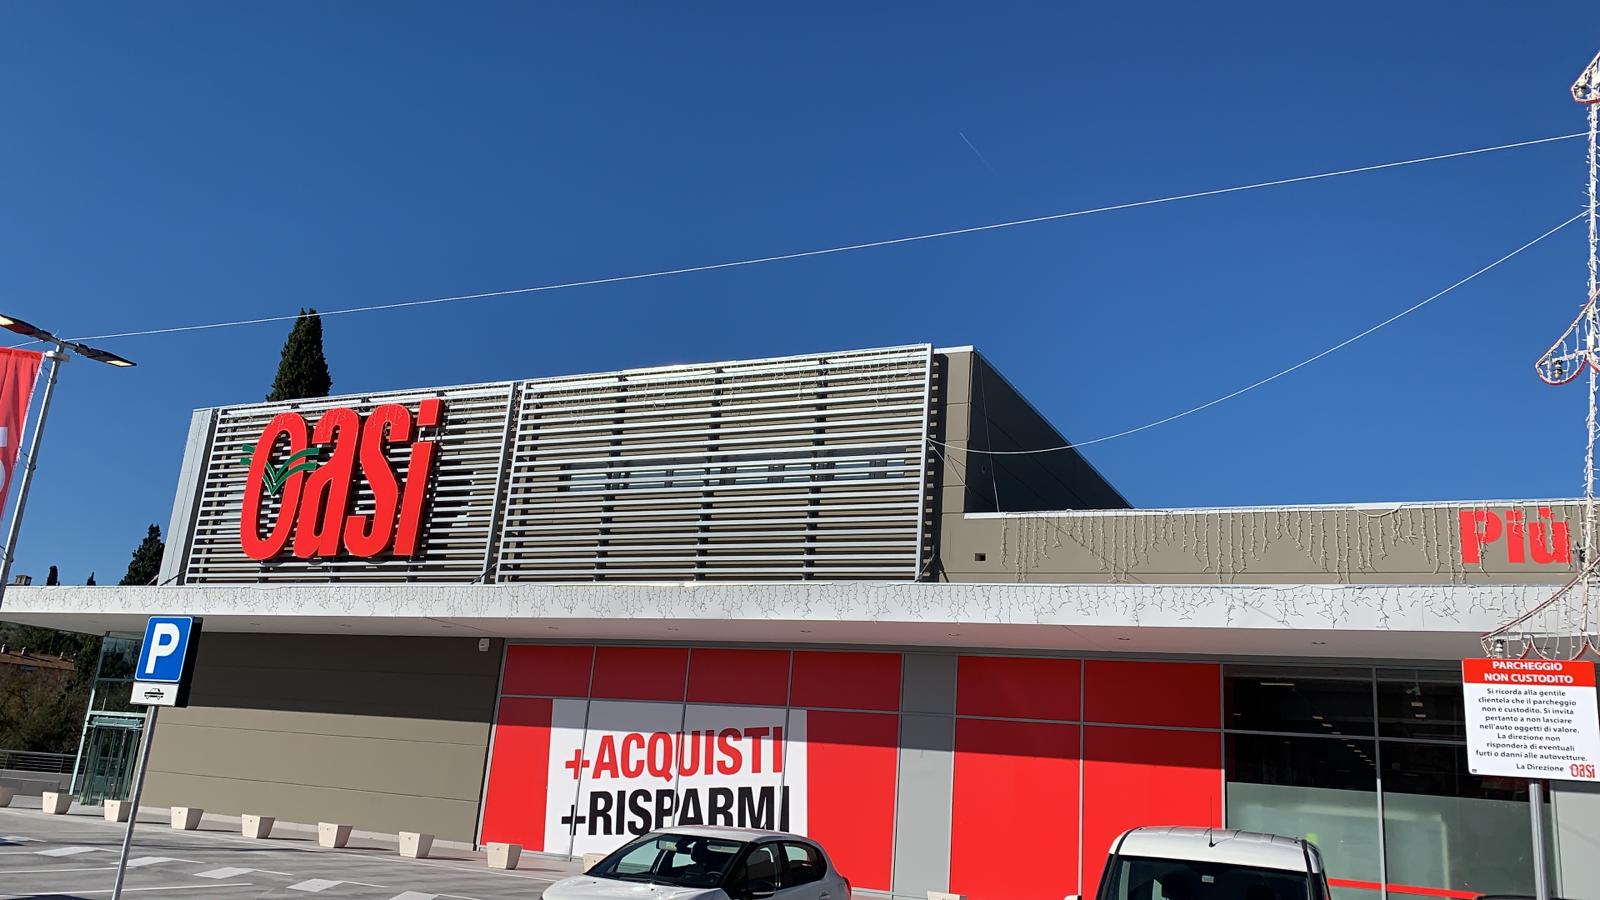 Oasi
Più
P
+ACQUISTI
+RISPARMI
PARCHEGGIO
NON CUSTODITO
Si ricorda alla gentile
clientela che il parcheggio
non è custodito. Si invita
pertanto a non lasciare
nell'auto oggetti di valore.
La direzione non
risponderà di eventuali
furti o danni alle autovetture.
La Direzione Oasi